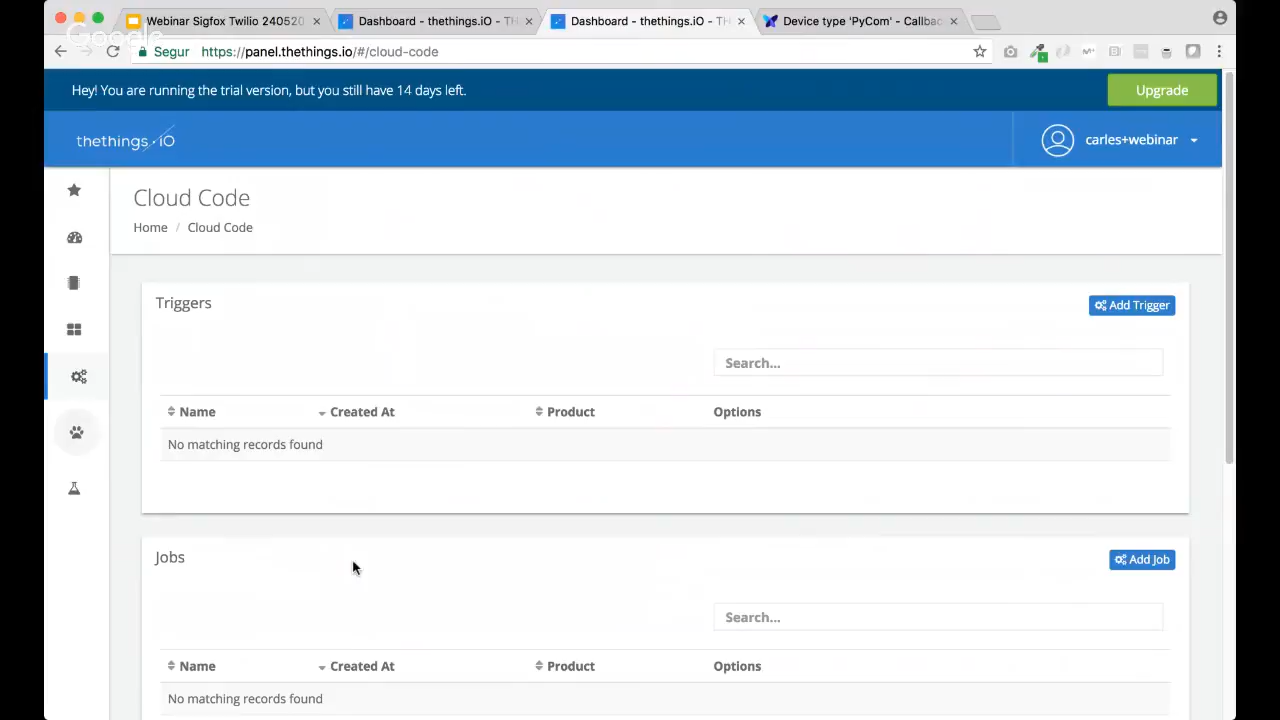 Webinar Sigfox Twilio 240520
Dashboard - thethings.iO - TH
Dashboard - thethings.iO - TH
Device type 'PyCom' - Callbac
Google
Segur
https://panel.thethings.io/#/cloud-code
Hey! You are running the trial version, but you still have 14 days left.
Upgrade
thethings.iO
carles+webinar
Cloud Code
Home / Cloud Code
Triggers
Add Trigger
Search...
Name Created At Product Options
No matching records found
Jobs
Add Job
Search...
Name Created At Product Options
No matching records found